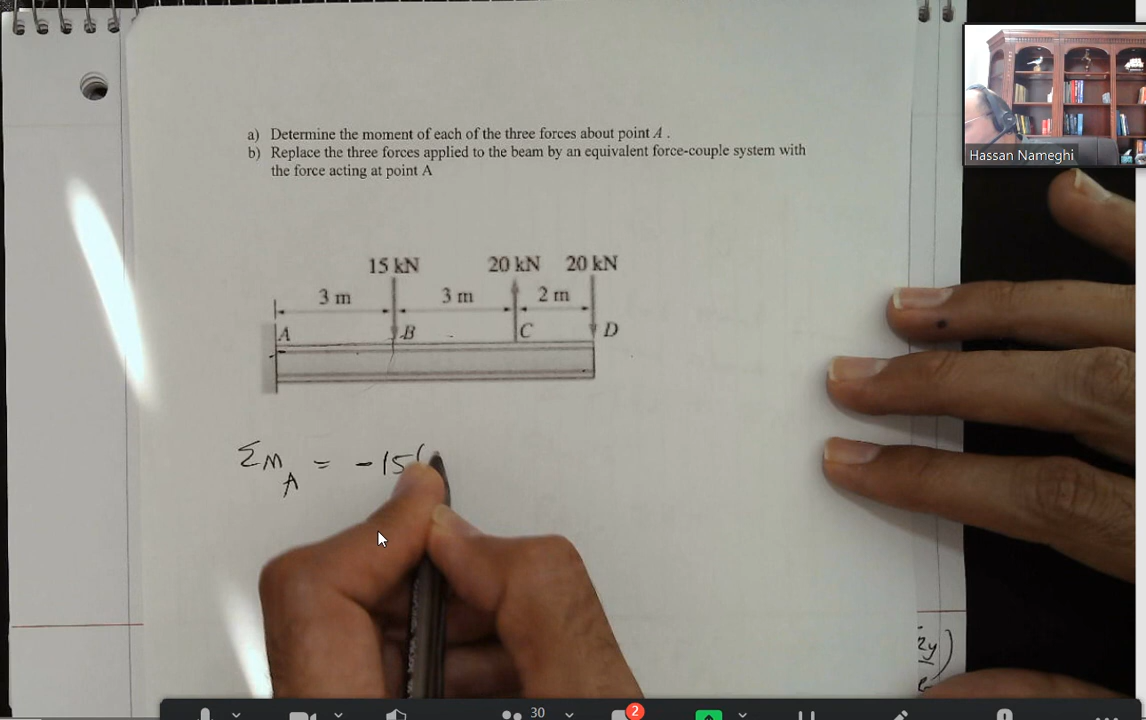 a) Determine the moment of each of the three forces about point A .
b) Replace the three forces applied to the beam by an equivalent force-couple system with
the force acting at point A
Hassan Nameghi
15 kN 20 kN 20 kN
3 m 3 m 2 m
A B C D
ΣM_A = -15(
2y)
30 2